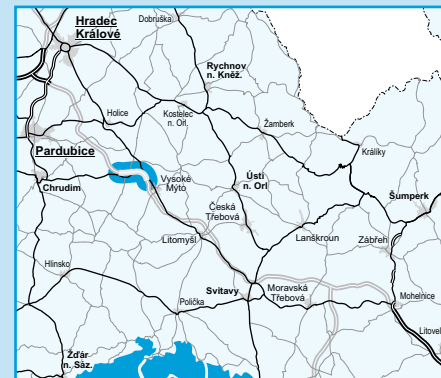 Hradec
Králové
Dobruška
Rychnov
n. Kněž.
Holice
Kostelec
n. Orl.
Žamberk
Pardubice
Králíky
Chrudim
Vysoké
Mýto
Ústí
n. Orl
Šumperk
Česká
Třebová
Litomyšl
Lanškroun
Zábřeh
Hlinsko
Svitavy
Moravská
Třebová
Mohelnice
Polička
Litovel
Žďár
n. Sáz.